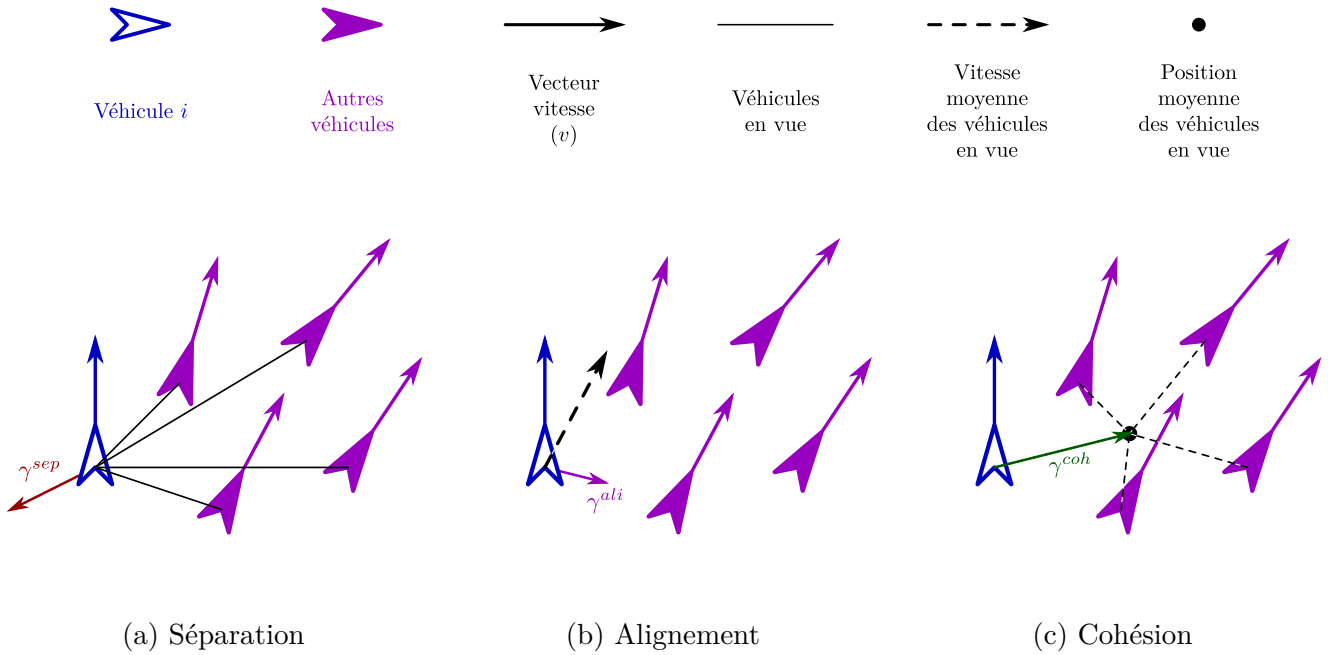 Véhicule i
Autres
véhicules
Vecteur
vitesse
(v)
Véhicules
en vue
Vitesse
moyenne
des véhicules
en vue
Position
moyenne
des véhicules
en vue
γ^{sep}
γ^{ali}
γ^{coh}
(a) Séparation
(b) Alignement
(c) Cohésion